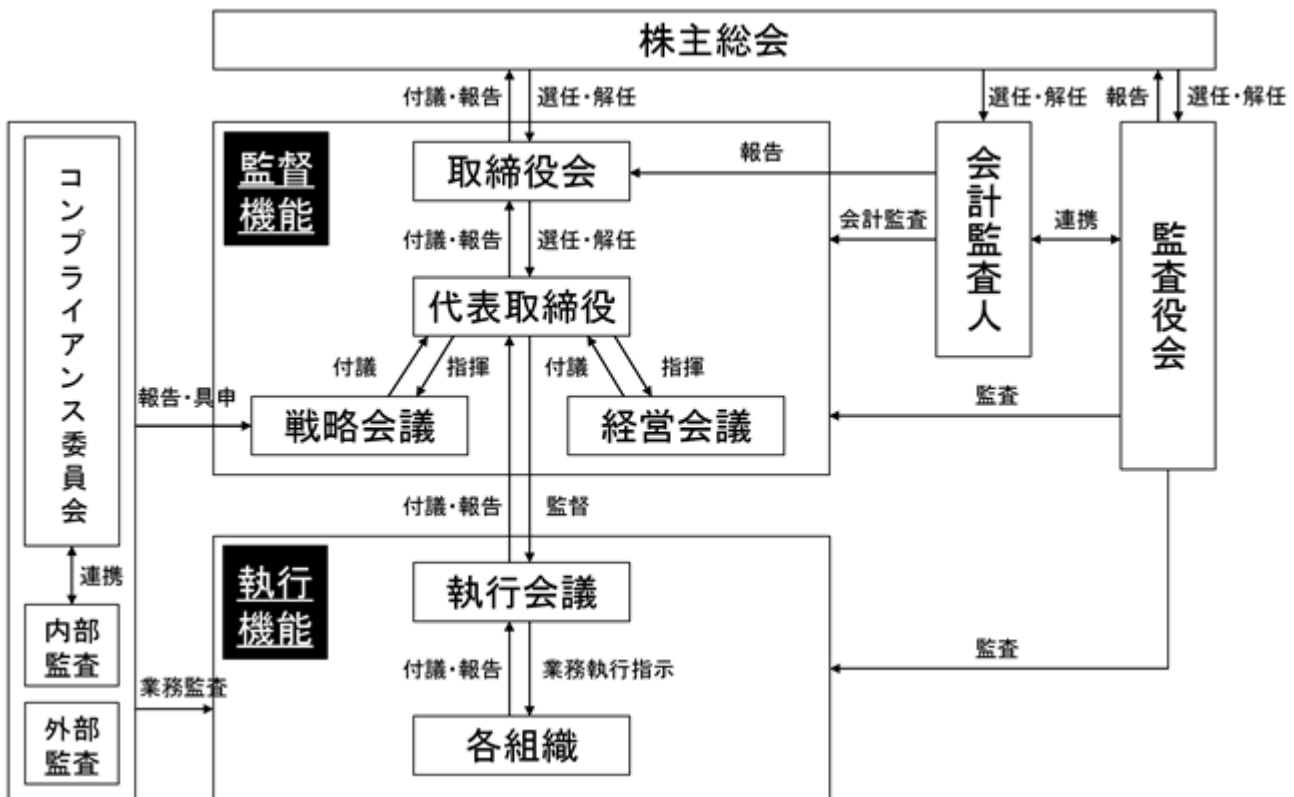 株主総会
付議・報告
選任・解任
選任・解任
報告
選任・解任
監督
機能
取締役会
報告
会計監査人
監査役会
コンプライアンス委員会
会計監査
連携
付議・報告
選任・解任
代表取締役
付議
指揮
付議
指揮
報告・具申
戦略会議
経営会議
監査
付議・報告
監督
執行
機能
執行会議
連携
内部
監査
付議・報告
業務執行指示
監査
業務監査
外部
監査
各組織